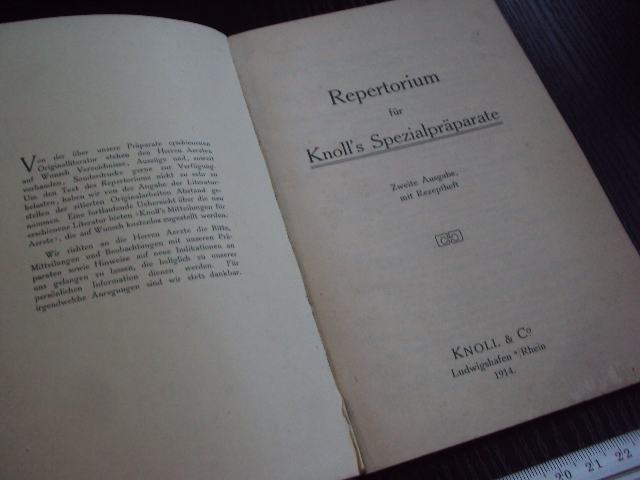 Von der über unsere Präparate erschienenen
Originalliteratur stehen den Herren Aerzten
auf Wunsch Verzeichnisse, Auszüge und, soweit
vorhanden, Sonderdrucke gerne zur Verfügung.
Um den Text des Repertoriums nicht zu sehr zu
belasten, haben wir von der Angabe der Literatur-
stellen der zitierten Originalarbeiten Abstand ge-
nommen. Eine fortlaufende Uebersicht über die neu
erschienene Literatur bieten »Knoll's Mitteilungen für
Aerzte«, die auf Wunsch kostenlos zugestellt werden.
Wir richten an die Herren Aerzte die Bitte,
Mitteilungen und Beobachtungen mit unseren Prä-
paraten sowie Hinweise auf neue Indikationen an
uns gelangen zu lassen, die lediglich zu unserer
persönlichen Information dienen werden. Für
irgendwelche Anregungen sind wir stets dankbar.
Repertorium
für
Knoll's Spezialpräparate
Zweite Ausgabe,
mit Rezeptheft
KNOLL & Co
Ludwigshafen a/Rhein
1914.
20 21 22